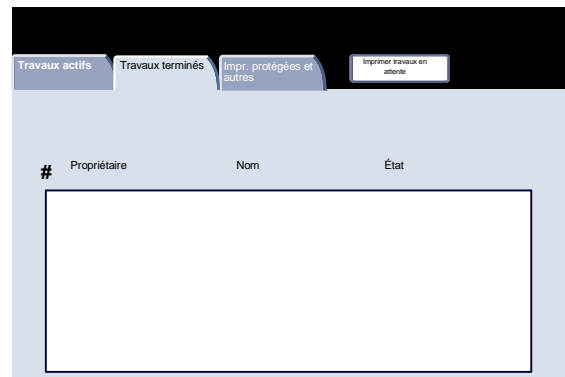 Travaux actifs
Travaux terminés
Impr. protégées et
autres
Imprimer travaux en
attente
# Propriétaire Nom État